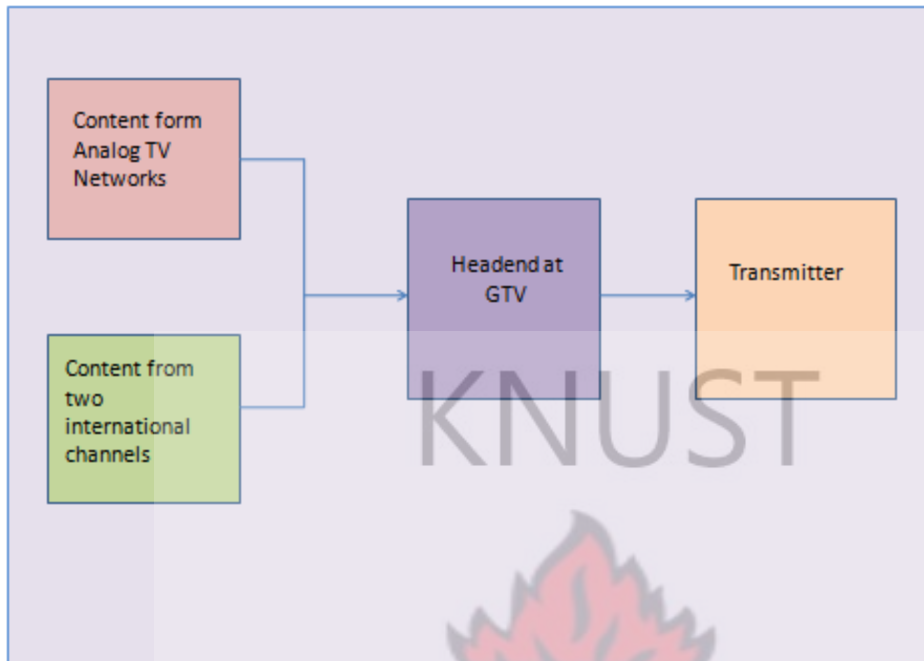 Content form
Analog TV
Networks
Headend at
GTV
Transmitter
Content from
two
international
channels
KNUST